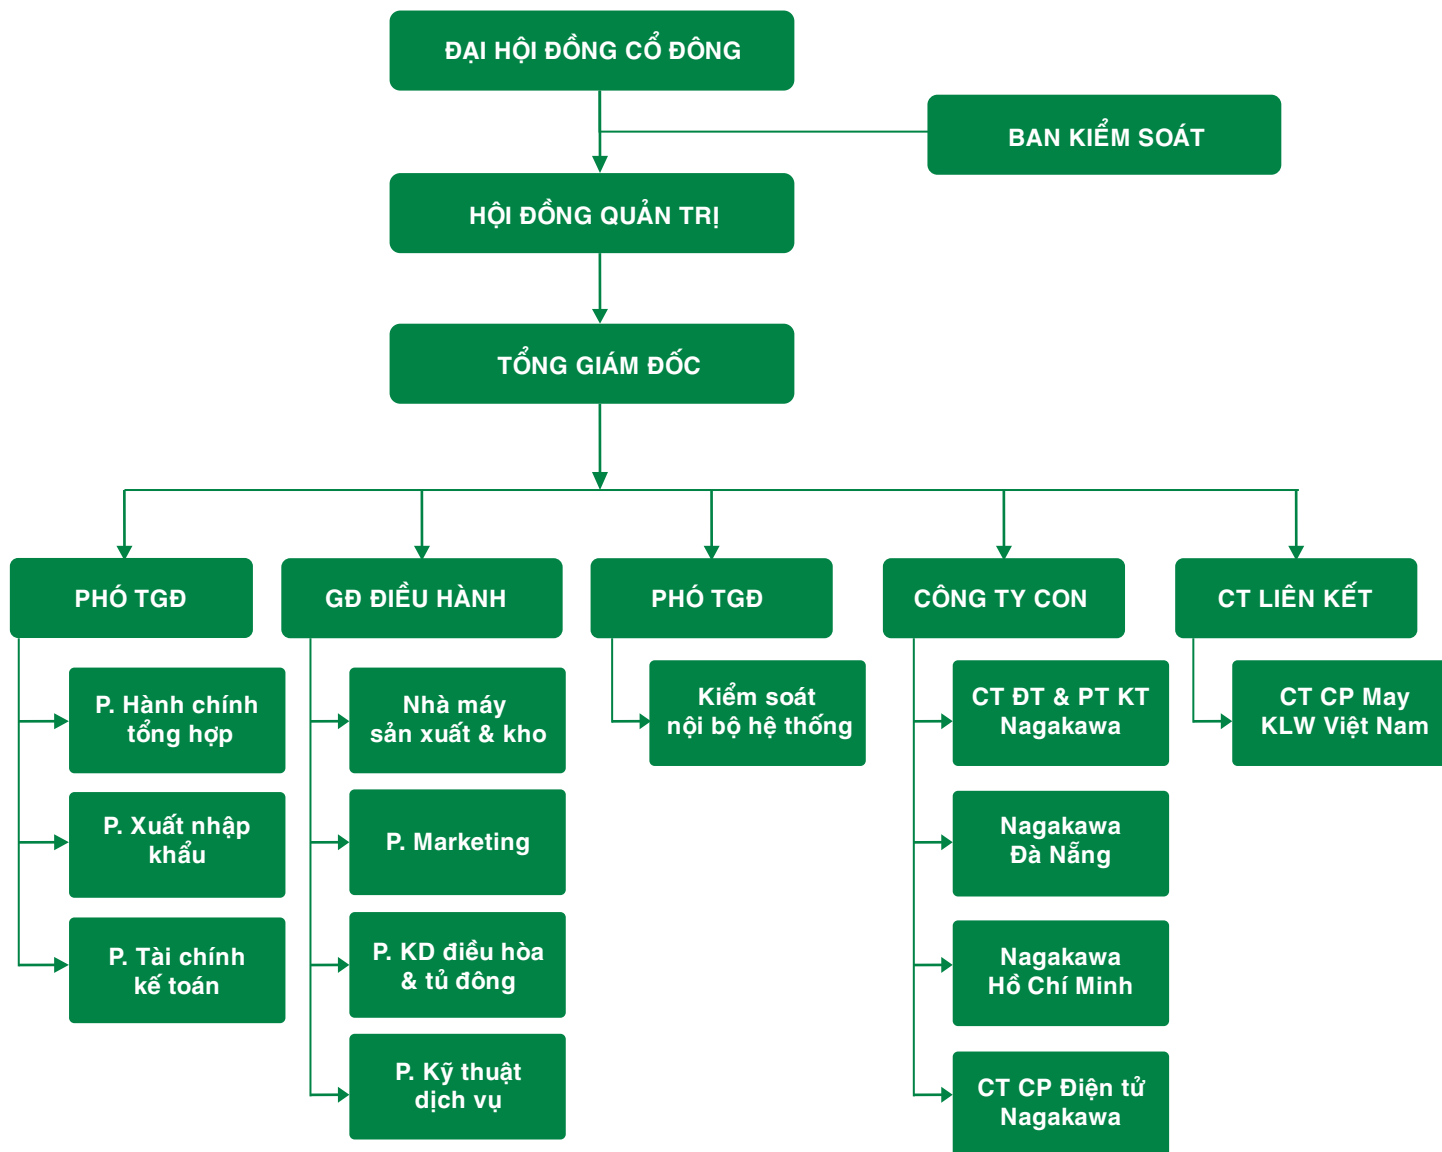 ĐẠI HỘI ĐỒNG CỔ ĐÔNG
BAN KIỂM SOÁT
HỘI ĐỒNG QUẢN TRỊ
TỔNG GIÁM ĐỐC
PHÓ TGĐ
GĐ ĐIỀU HÀNH
PHÓ TGĐ
CÔNG TY CON
CT LIÊN KẾT
P. Hành chính
tổng hợp
P. Xuất nhập
khẩu
P. Tài chính
kế toán
Nhà máy
sản xuất & kho
P. Marketing
P. KD điều hòa
& tủ đông
P. Kỹ thuật
dịch vụ
Kiểm soát
nội bộ hệ thống
CT ĐT & PT KT
Nagakawa
Nagakawa
Đà Nẵng
Nagakawa
Hồ Chí Minh
CT CP Điện tử
Nagakawa
CT CP May
KLW Việt Nam